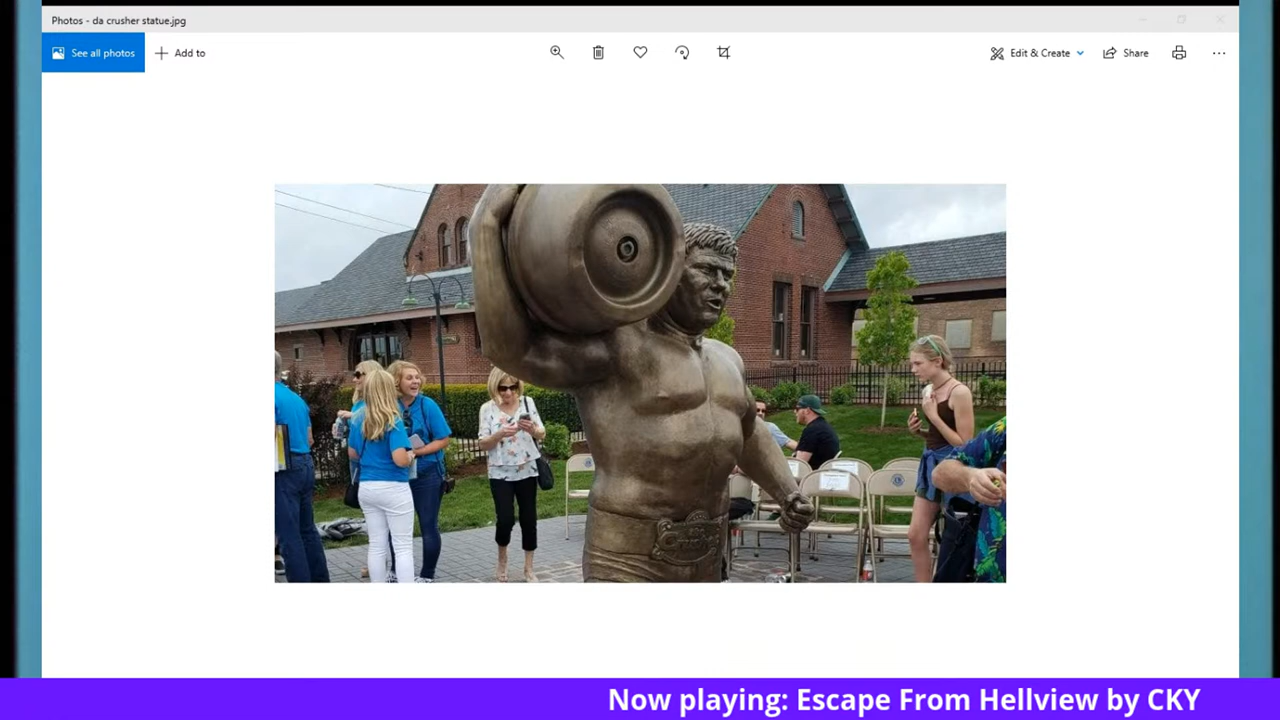 Photos - da crusher statue.jpg
See all photos
Add to
Edit & Create
Share
Now playing: Escape From Hellview by CKY